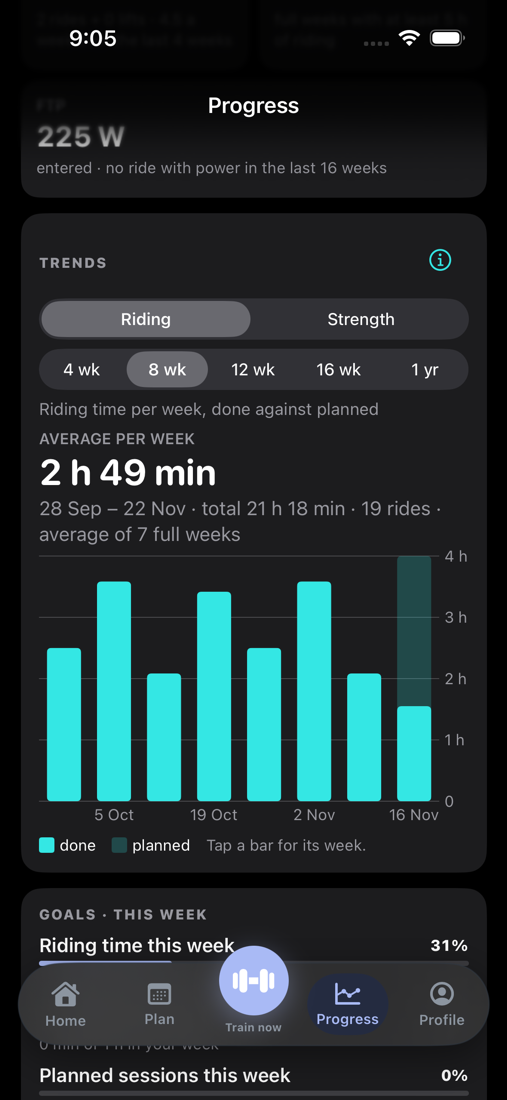 9:05
Progress
FTP
225 W
entered · no ride with power in the last 16 weeks
TRENDS
Riding
Strength
4 wk
8 wk
12 wk
16 wk
1 yr
Riding time per week, done against planned
AVERAGE PER WEEK
2 h 49 min
28 Sep – 22 Nov · total 21 h 18 min · 19 rides ·
average of 7 full weeks
4 h
3 h
2 h
1 h
0
5 Oct
19 Oct
2 Nov
16 Nov
done
planned
Tap a bar for its week.
GOALS · THIS WEEK
Riding time this week
31%
Home
Plan
Train now
Progress
Profile
Planned sessions this week
0%